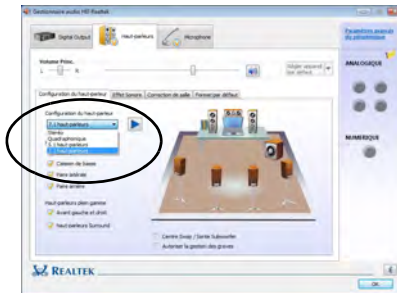 Gestionnaire audio HD Realtek
Digital Output
Haut-parleurs
Microphone
Paramètres avancés
du périphérique
Volume Princ.
L
R
Régler appareil
par défaut
ANALOGIQUE
Configuration du haut-parleur
Effet Sonore
Correction de salle
Format par défaut
Configuration du haut-parleur
7.1 haut-parleurs
Stéréo
Quadraphonique
5.1 haut-parleurs
7.1 haut-parleurs
Caisson de basse
Paire latérale
Paire arrière
NUMERIQUE
Haut-parleurs plein gamme
Avant gauche et droit
Haut-parleurs Surround
Centre Swap / Sortie Subwoofer
Autoriser la gestion des graves
REALTEK
OK